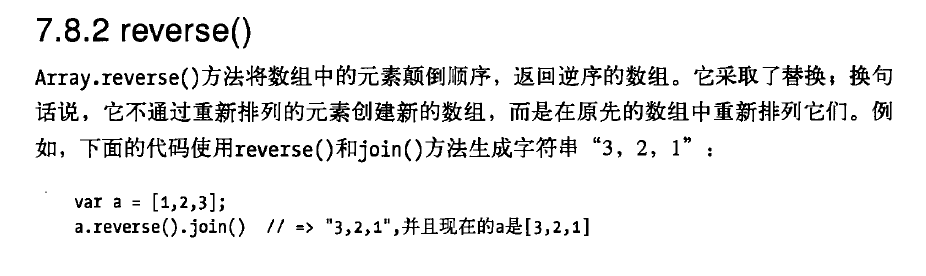 7.8.2 reverse()
Array.reverse()方法将数组中的元素颠倒顺序，返回逆序的数组。它采取了替换；换句
话说，它不通过重新排列的元素创建新的数组，而是在原先的数组中重新排列它们。例
如，下面的代码使用reverse()和join()方法生成字符串“3，2，1”：
var a = [1,2,3];
a.reverse().join() // => "3,2,1",并且现在的a是[3,2,1]